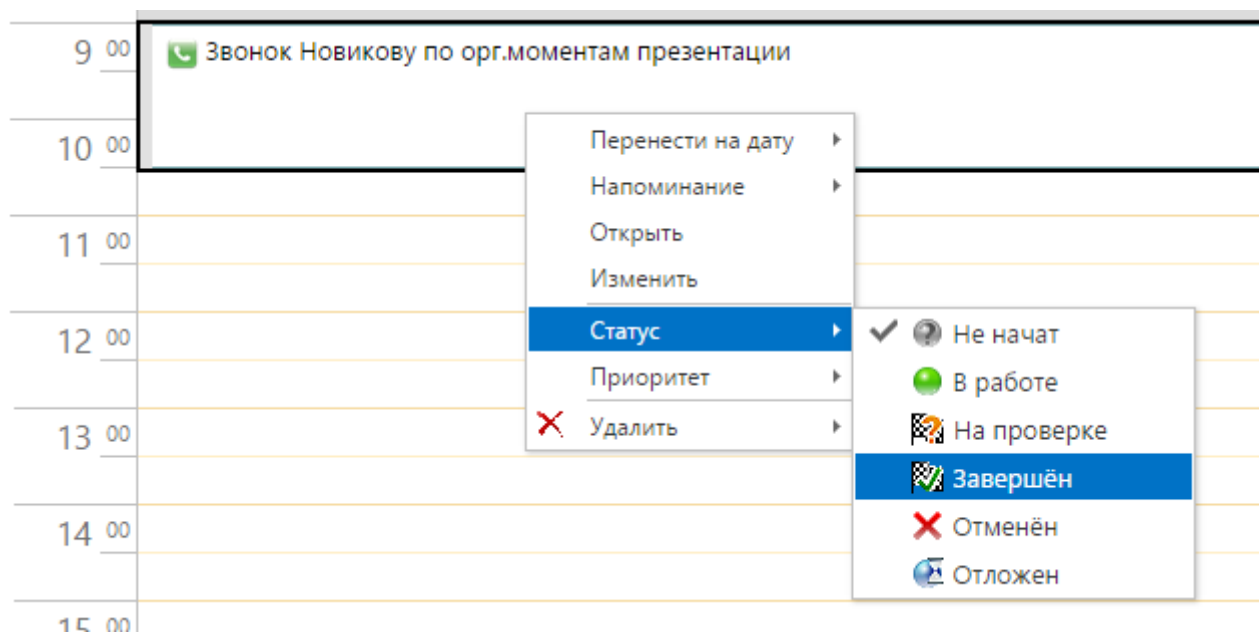 9 00 Звонок Новикову по орг.моментам презентации
10 00
11 00
12 00
13 00
14 00
15 00
Перенести на дату
Напоминание
Открыть
Изменить
Статус
Приоритет
Удалить
Не начат
В работе
На проверке
Завершён
Отменён
Отложен